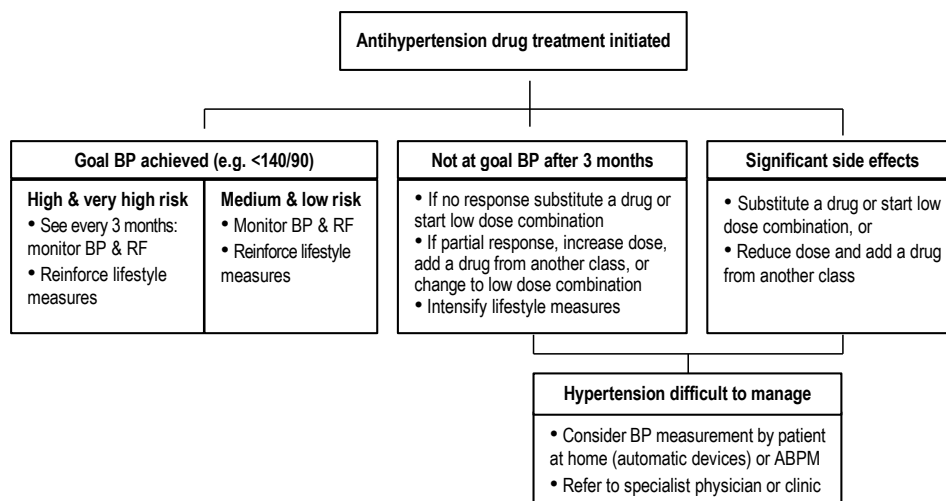 Antihypertension drug treatment initiated
Goal BP achieved (e.g. <140/90)
High & very high risk
• See every 3 months:
monitor BP & RF
• Reinforce lifestyle
measures
Medium & low risk
• Monitor BP & RF
• Reinforce lifestyle
measures
Not at goal BP after 3 months
• If no response substitute a drug or
start low dose combination
• If partial response, increase dose,
add a drug from another class, or
change to low dose combination
• Intensify lifestyle measures
Significant side effects
• Substitute a drug or start low
dose combination, or
• Reduce dose and add a drug
from another class
Hypertension difficult to manage
• Consider BP measurement by patient
at home (automatic devices) or ABPM
• Refer to specialist physician or clinic